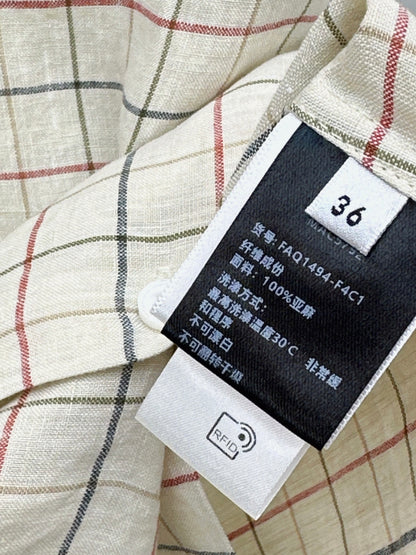 36
货号: FAQ1494-F4C1
纤维成份
面料: 100%亚麻
洗涤方式:
最高洗涤温度30℃ 非常缓
和程序
不可漂白
不可翻转干燥
RFID